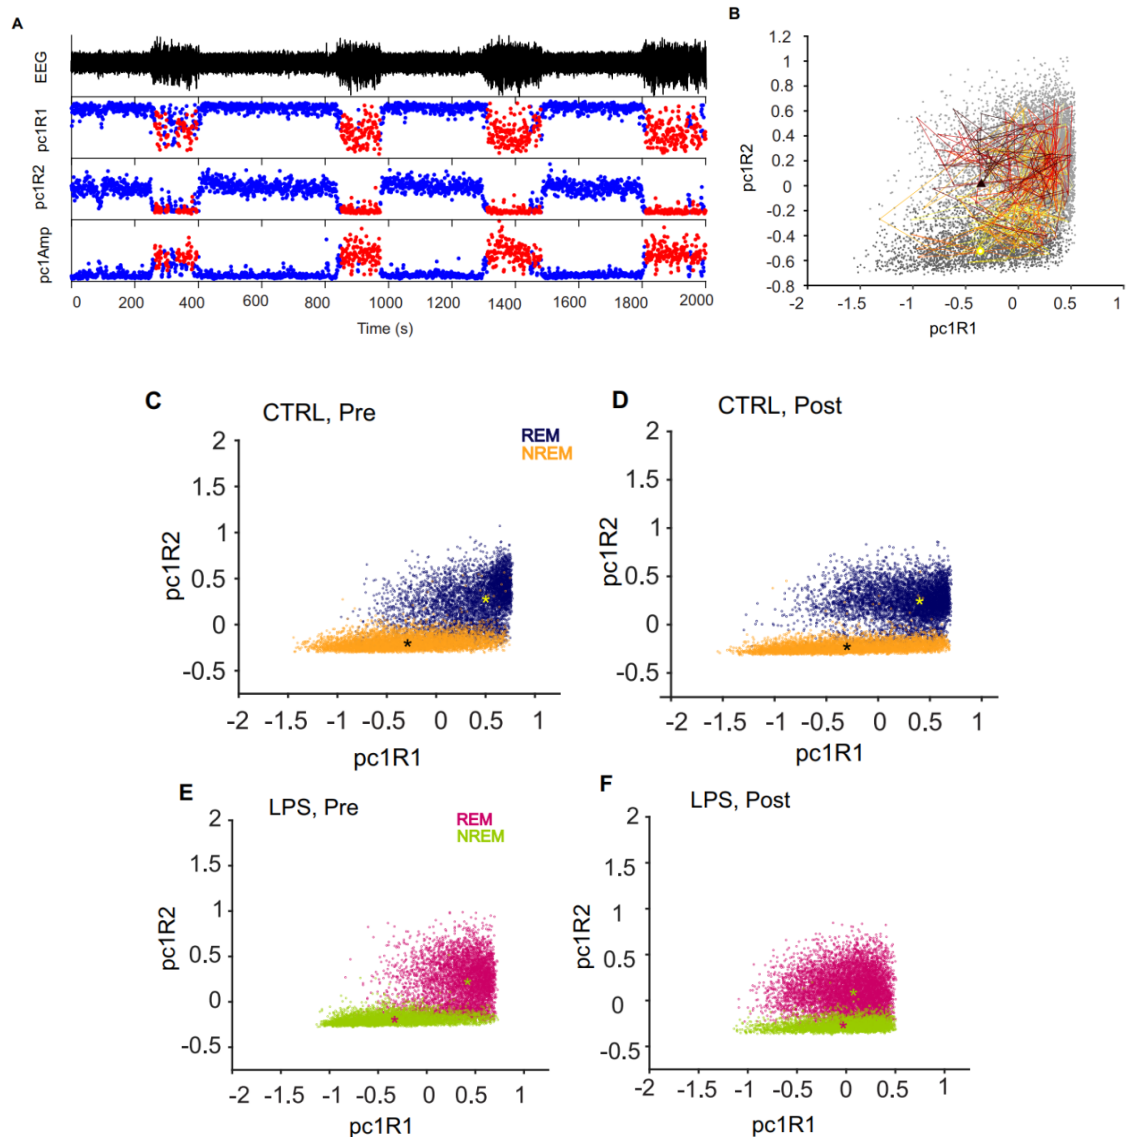 A
EEG
pc1R1
pc1R2
pc1Amp
0 200 400 600 800 1000 1200 1400 1600 1800 2000
Time (s)
B
1.2
1
0.8
0.6
0.4
0.2
0
-0.2
-0.4
-0.6
-0.8
pc1R2
-2 -1.5 -1 -0.5 0 0.5 1
pc1R1
C
CTRL, Pre
REM
NREM
2
1.5
1
0.5
0
-0.5
pc1R2
-2 -1.5 -1 -0.5 0 0.5 1
pc1R1
D
CTRL, Post
2
1.5
1
0.5
0
-0.5
pc1R2
-2 -1.5 -1 -0.5 0 0.5 1
pc1R1
E
LPS, Pre
REM
NREM
2
1.5
1
0.5
0
-0.5
pc1R2
-2 -1.5 -1 -0.5 0 0.5 1
pc1R1
F
LPS, Post
2
1.5
1
0.5
0
-0.5
pc1R2
-2 -1.5 -1 -0.5 0 0.5 1
pc1R1